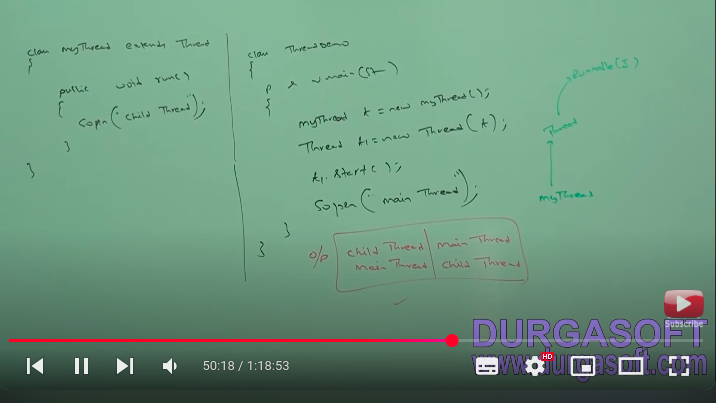 class MyThread extends Thread
{
public void run()
{
Sopln("child Thread");
}
}
class ThreadDemo
{
p s v main(St)
{
MyThread t = new MyThread();
Thread t1 = new Thread(t);
t1.start();
Sopln("main Thread");
}
}
o/p
child Thread
main Thread
main Thread
child Thread
Runnable(I)
Thread
MyThread
Subscribe
DURGASOFT
www.durgasoft.com
50:18 / 1:18:53
HD